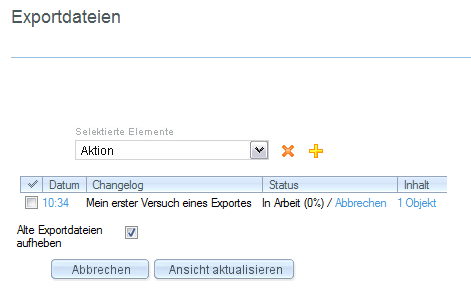 Exportdateien
Selektierte Elemente
Aktion
Datum Changelog Status Inhalt
10:34 Mein erster Versuch eines Exportes In Arbeit (0%) / Abbrechen 1 Objekt
Alte Exportdateien
aufheben
Abbrechen Ansicht aktualisieren